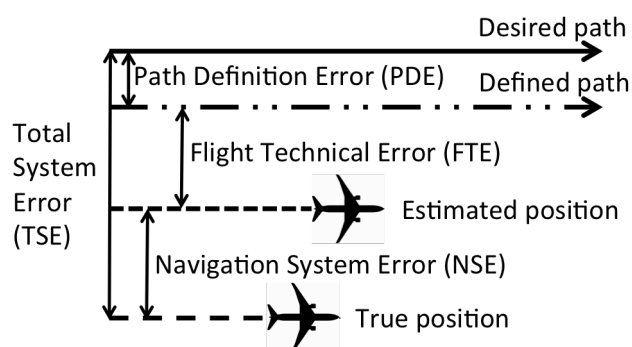 Desired path
Path Definition Error (PDE)
Defined path
Total
System
Error
(TSE)
Flight Technical Error (FTE)
Estimated position
Navigation System Error (NSE)
True position